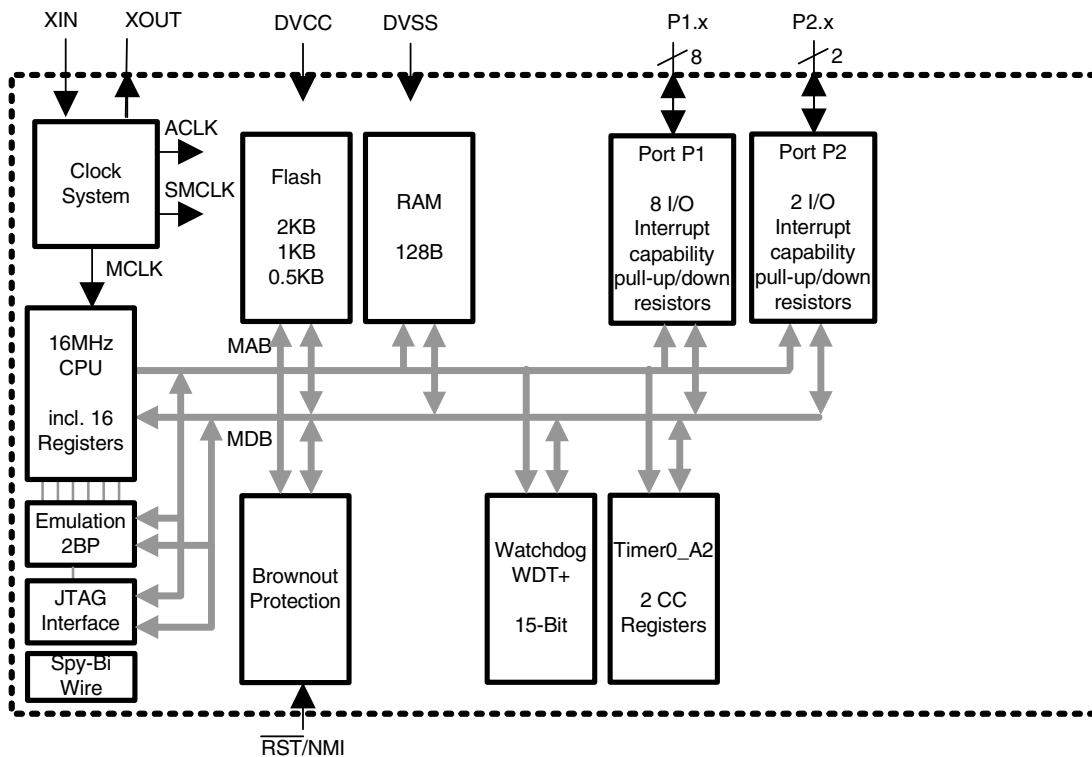 XIN
XOUT
DVCC
DVSS
P1.x
P2.x
8
2
Clock
System
ACLK
SMCLK
MCLK
Flash
2KB
1KB
0.5KB
RAM
128B
Port P1
8 I/O
Interrupt
capability
pull-up/down
resistors
Port P2
2 I/O
Interrupt
capability
pull-up/down
resistors
16MHz
CPU
incl. 16
Registers
MAB
MDB
Emulation
2BP
JTAG
Interface
Spy-Bi
Wire
Brownout
Protection
Watchdog
WDT+
15-Bit
Timer0_A2
2 CC
Registers
RST/NMI